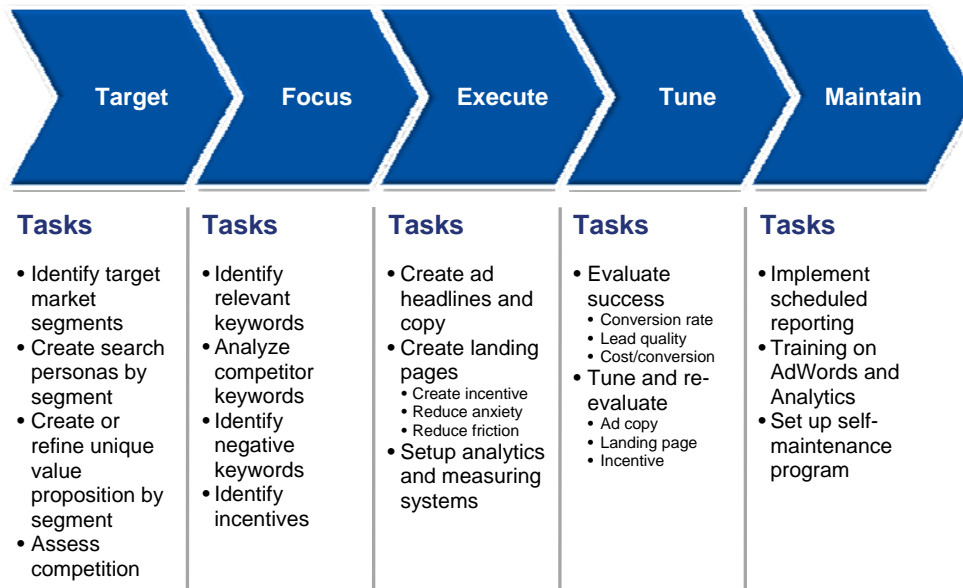 Target
Focus
Execute
Tune
Maintain
Tasks
• Identify target
market
segments
• Create search
personas by
segment
• Create or
refine unique
value
proposition by
segment
• Assess
competition
Tasks
• Identify
relevant
keywords
• Analyze
competitor
keywords
• Identify
negative
keywords
• Identify
incentives
Tasks
• Create ad
headlines and
copy
• Create landing
pages
• Create incentive
• Reduce anxiety
• Reduce friction
• Setup analytics
and measuring
systems
Tasks
• Evaluate
success
• Conversion rate
• Lead quality
• Cost/conversion
• Tune and re-
evaluate
• Ad copy
• Landing page
• Incentive
Tasks
• Implement
scheduled
reporting
• Training on
AdWords and
Analytics
• Set up self-
maintenance
program